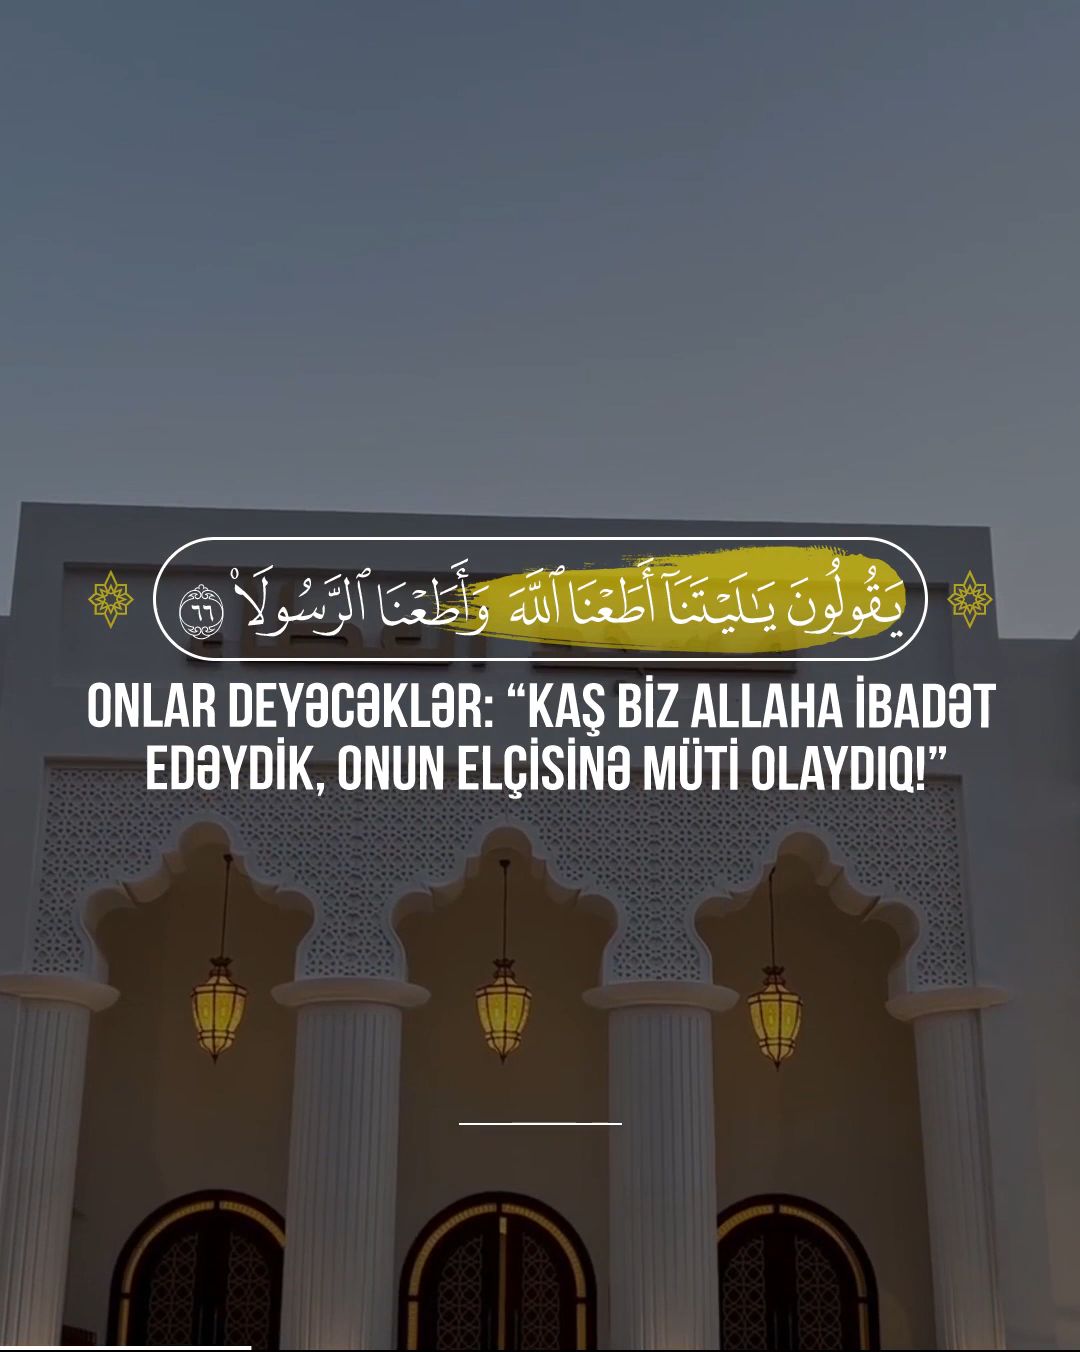 يَقُولُونَ يَـٰلَيْتَنَآ أَطَعْنَا ٱللَّهَ وَأَطَعْنَا ٱلرَّسُولَا۠ ٦٦
ONLAR DEYƏCƏKLƏR: “KAŞ BİZ ALLAHA İBADƏT
EDƏYDİK, ONUN ELÇİSİNƏ MÜTİ OLAYDIQ!”